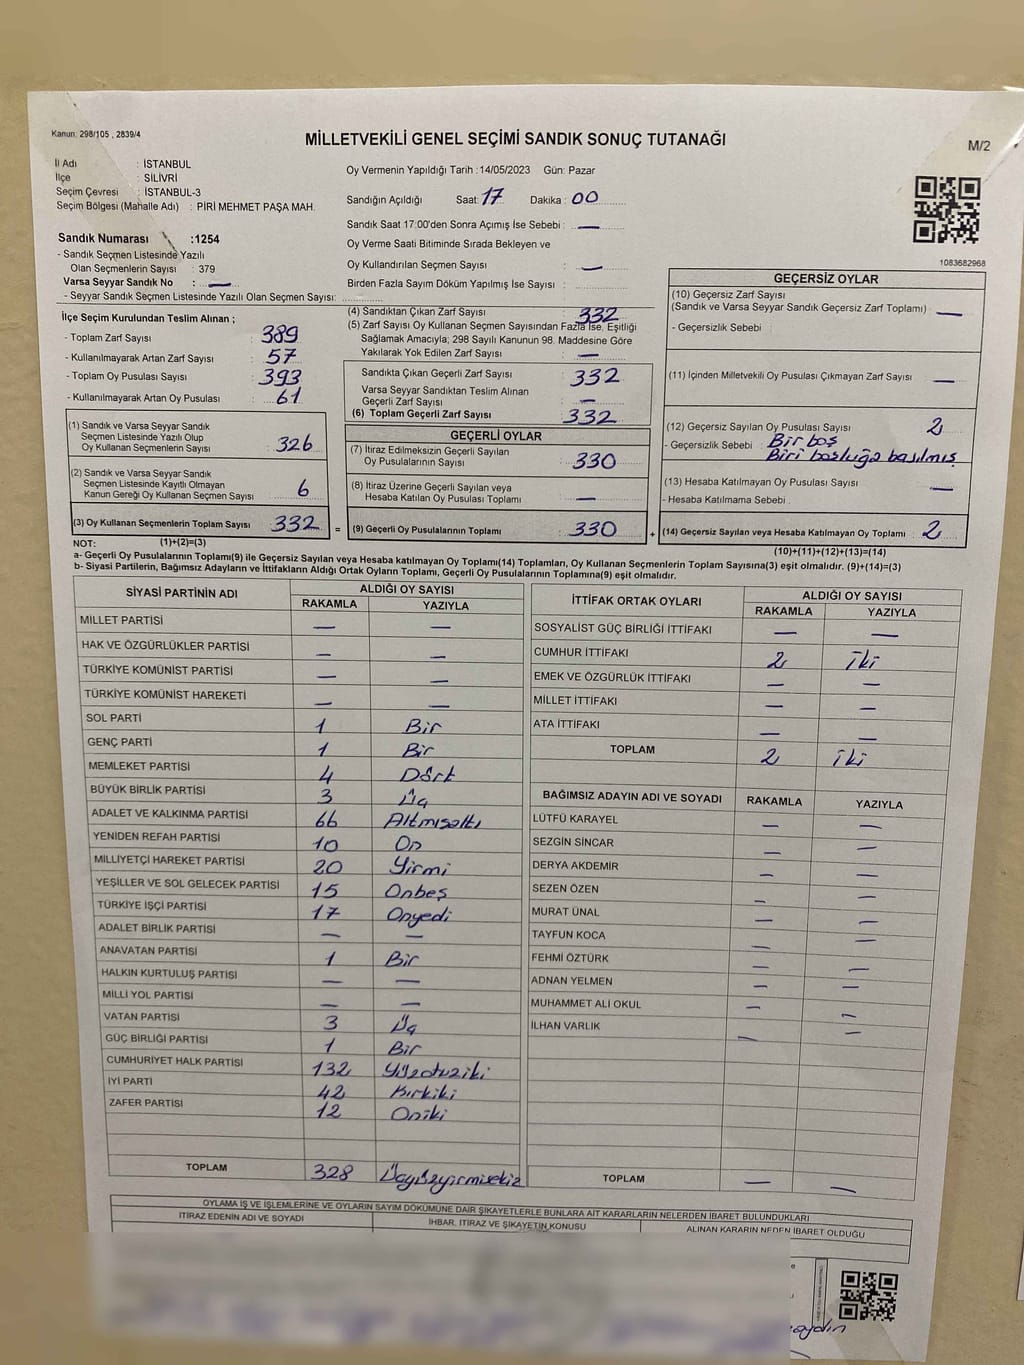 Kanun: 298/105 , 2839/4
MİLLETVEKİLİ GENEL SEÇİMİ SANDIK SONUÇ TUTANAĞI
M/2
İl Adı : İSTANBUL
İlçe : SİLİVRİ
Seçim Çevresi : İSTANBUL-3
Seçim Bölgesi (Mahalle Adı) : PİRİ MEHMET PAŞA MAH.
Sandık Numarası :1254
- Sandık Seçmen Listesinde Yazılı
Olan Seçmenlerin Sayısı : 379
Varsa Seyyar Sandık No : —
- Seyyar Sandık Seçmen Listesinde Yazılı Olan Seçmen Sayısı:
Oy Vermenin Yapıldığı Tarih :14/05/2023 Gün: Pazar
Sandığın Açıldığı Saat: 17 Dakika : 00
Sandık Saat 17:00'den Sonra Açımış İse Sebebi : —
Oy Verme Saati Bitiminde Sırada Bekleyen ve
Oy Kullandırılan Seçmen Sayısı : —
Birden Fazla Sayım Döküm Yapılmış İse Sayısı :
1083682968
İlçe Seçim Kurulundan Teslim Alınan ;
- Toplam Zarf Sayısı : 389
- Kullanılmayarak Artan Zarf Sayısı : 57
- Toplam Oy Pusulası Sayısı : 393
- Kullanılmayarak Artan Oy Pusulası : 61
(1) Sandık ve Varsa Seyyar Sandık
Seçmen Listesinde Yazılı Olup
Oy Kullanan Seçmenlerin Sayısı : 326
(2) Sandık ve Varsa Seyyar Sandık
Seçmen Listesinde Kayıtlı Olmayan
Kanun Gereği Oy Kullanan Seçmen Sayısı : 6
(3) Oy Kullanan Seçmenlerin Toplam Sayısı : 332 =
(4) Sandıktan Çıkan Zarf Sayısı : 332
(5) Zarf Sayısı Oy Kullanan Seçmen Sayısından Fazla İse, Eşitliği
Sağlamak Amacıyla; 298 Sayılı Kanunun 98. Maddesine Göre
Yakılarak Yok Edilen Zarf Sayısı : —
Sandıkta Çıkan Geçerli Zarf Sayısı : 332
Varsa Seyyar Sandıktan Teslim Alınan
Geçerli Zarf Sayısı : —
(6) Toplam Geçerli Zarf Sayısı : 332
GEÇERLİ OYLAR
(7) İtiraz Edilmeksizin Geçerli Sayılan
Oy Pusulalarının Sayısı : 330
(8) İtiraz Üzerine Geçerli Sayılan veya
Hesaba Katılan Oy Pusulası Toplamı : —
(9) Geçerli Oy Pusulalarının Toplamı : 330 +
GEÇERSİZ OYLAR
(10) Geçersiz Zarf Sayısı
(Sandık ve Varsa Seyyar Sandık Geçersiz Zarf Toplamı) : —
- Geçersizlik Sebebi :
(11) İçinden Milletvekili Oy Pusulası Çıkmayan Zarf Sayısı : —
(12) Geçersiz Sayılan Oy Pusulası Sayısı : 2
- Geçersizlik Sebebi : Bir boş
Biri boşluğa basılmış
(13) Hesaba Katılmayan Oy Pusulası Sayısı : —
- Hesaba Katılmama Sebebi :
(14) Geçersiz Sayılan veya Hesaba Katılmayan Oy Toplamı : 2
NOT: (1)+(2)=(3)
(10)+(11)+(12)+(13)=(14)
a- Geçerli Oy Pusulalarının Toplamı(9) ile Geçersiz Sayılan veya Hesaba katılmayan Oy Toplamı(14) Toplamları, Oy Kullanan Seçmenlerin Toplam Sayısına(3) eşit olmalıdır. (9)+(14)=(3)
b- Siyasi Partilerin, Bağımsız Adayların ve İttifakların Aldığı Ortak Oyların Toplamı, Geçerli Oy Pusulalarının Toplamına(9) eşit olmalıdır.
SİYASİ PARTİNİN ADI ALDIĞI OY SAYISI
RAKAMLA YAZIYLA
MİLLET PARTİSİ — —
HAK VE ÖZGÜRLÜKLER PARTİSİ — —
TÜRKİYE KOMÜNİST PARTİSİ — —
TÜRKİYE KOMÜNİST HAREKETİ — —
SOL PARTİ 1 Bir
GENÇ PARTİ 1 Bir
MEMLEKET PARTİSİ 4 Dört
BÜYÜK BİRLİK PARTİSİ 3 Üç
ADALET VE KALKINMA PARTİSİ 66 Altmışaltı
YENİDEN REFAH PARTİSİ 10 On
MİLLİYETÇİ HAREKET PARTİSİ 20 Yirmi
YEŞİLLER VE SOL GELECEK PARTİSİ 15 Onbeş
TÜRKİYE İŞÇİ PARTİSİ 17 Onyedi
ADALET BİRLİK PARTİSİ — —
ANAVATAN PARTİSİ 1 Bir
HALKIN KURTULUŞ PARTİSİ — —
MİLLİ YOL PARTİSİ — —
VATAN PARTİSİ 3 Üç
GÜÇ BİRLİĞİ PARTİSİ 1 Bir
CUMHURİYET HALK PARTİSİ 132 Yüzotuziki
İYİ PARTİ 42 Kırkiki
ZAFER PARTİSİ 12 Oniki
TOPLAM 328 Üçyüzyirmisekiz
İTTİFAK ORTAK OYLARI ALDIĞI OY SAYISI
RAKAMLA YAZIYLA
SOSYALİST GÜÇ BİRLİĞİ İTTİFAKI — —
CUMHUR İTTİFAKI 2 İki
EMEK VE ÖZGÜRLÜK İTTİFAKI — —
MİLLET İTTİFAKI — —
ATA İTTİFAKI — —
TOPLAM 2 İki
BAĞIMSIZ ADAYIN ADI VE SOYADI RAKAMLA YAZIYLA
LÜTFÜ KARAYEL — —
SEZGİN SİNCAR — —
DERYA AKDEMİR — —
SEZEN ÖZEN — —
MURAT ÜNAL — —
TAYFUN KOCA — —
FEHMİ ÖZTÜRK — —
ADNAN YELMEN — —
MUHAMMET ALİ OKUL — —
İLHAN VARLIK — —
TOPLAM — —
OYLAMA İŞ VE İŞLEMLERİNE VE OYLARIN SAYIM DÖKÜMÜNE DAİR ŞİKAYETLERLE BUNLARA AİT KARARLARIN NELERDEN İBARET BULUNDUKLARI
İTİRAZ EDENİN ADI VE SOYADI İHBAR, İTİRAZ VE ŞİKAYETİN KONUSU ALINAN KARARIN NEDEN İBARET OLDUĞU